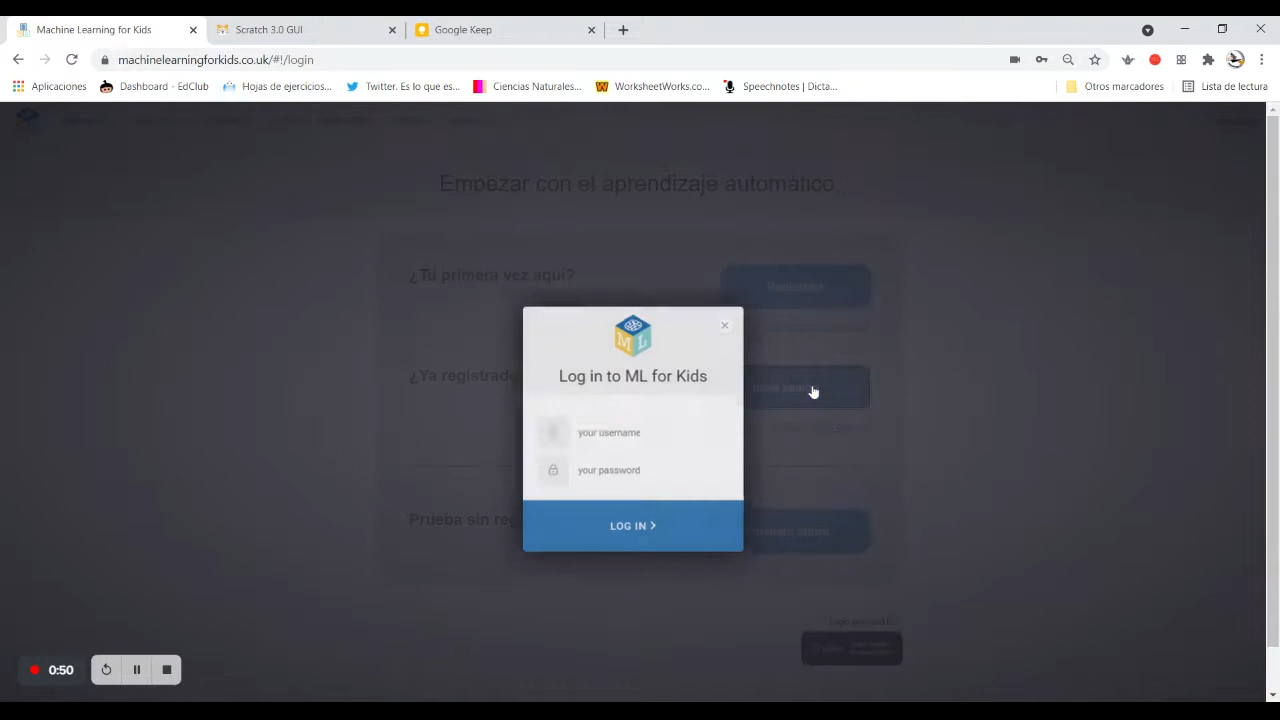 Machine Learning for Kids
Scratch 3.0 GUI
Google Keep
machinelearningforkids.co.uk/#!/login
Aplicaciones
Dashboard - EdClub
Hojas de ejercicios...
Twitter. Es lo que es...
Ciencias Naturales...
WorksheetWorks.co...
Speechnotes | Dicta...
Otros marcadores
Lista de lectura
Empezar con el aprendizaje automático
¿Tu primera vez aquí?
¿Ya registrado
Prueba sin reg
M L
Log in to ML for Kids
your username
your password
LOG IN >
0:50